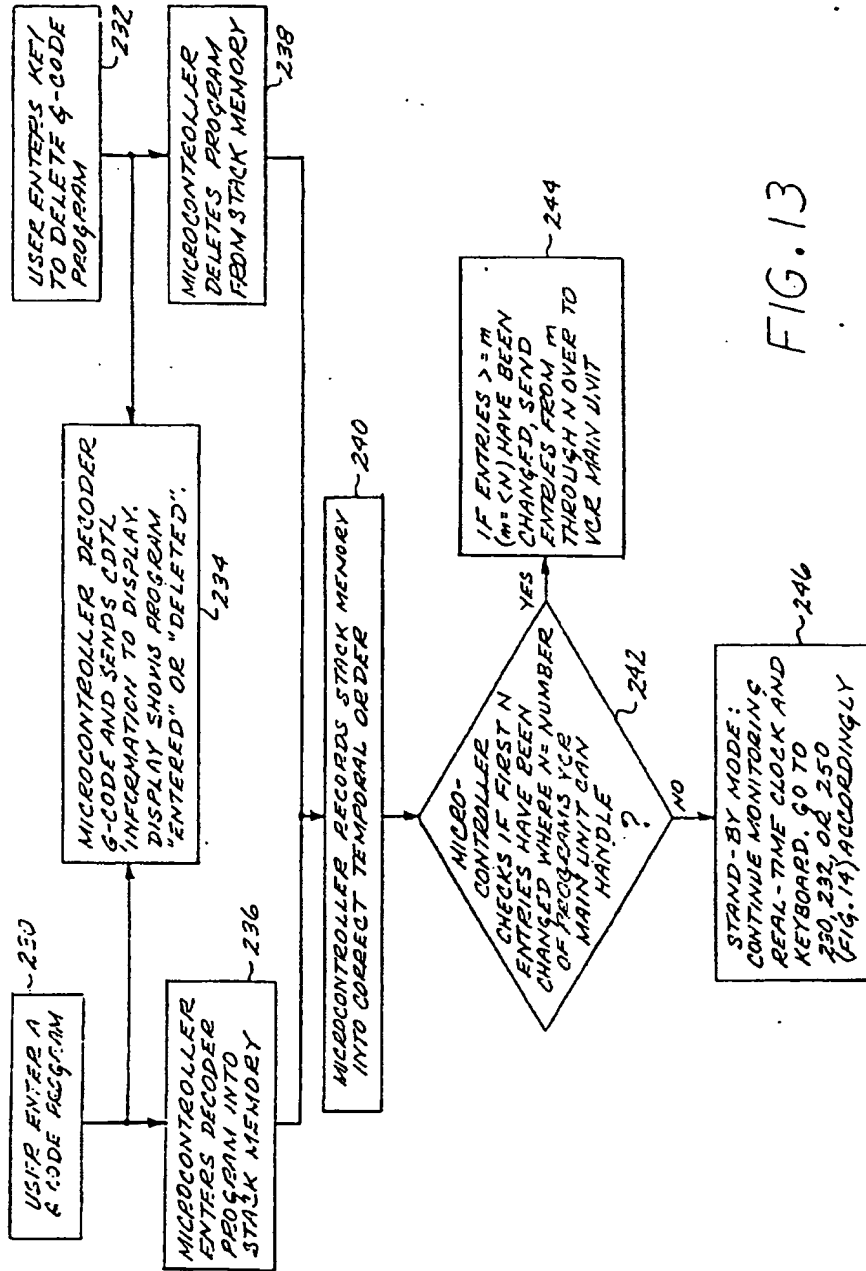 USER ENTER A
G CODE PROGRAM
230
USER ENTERS KEY
TO DELETE G-CODE
PROGRAM
232
MICROCONTROLLER DECODER
G-CODE AND SENDS CDTL
INFORMATION TO DISPLAY.
DISPLAY SHOWS PROGRAM
"ENTERED" OR "DELETED".
234
MICROCONTROLLER
ENTERS DECODER
PROGRAM INTO
STACK MEMORY
236
MICROCONTROLLER
DELETES PROGRAM
FROM STACK MEMORY
238
MICROCONTROLLER RECORDS STACK MEMORY
INTO CORRECT TEMPORAL ORDER
240
MICRO-
CONTROLLER
CHECKS IF FIRST N
ENTRIES HAVE BEEN
CHANGED WHERE N= NUMBER
OF PROGRAMS VCR
MAIN UNIT CAN
HANDLE
?
242
YES
NO
IF ENTRIES >= m
(m=<N) HAVE BEEN
CHANGED, SEND
ENTRIES FROM m
THROUGH N OVER TO
VCR MAIN UNIT
244
STAND-BY MODE:
CONTINUE MONITORING
REAL-TIME CLOCK AND
KEYBOARD. GO TO
230, 232, OR 250
(FIG. 14) ACCORDINGLY
246
FIG. 13